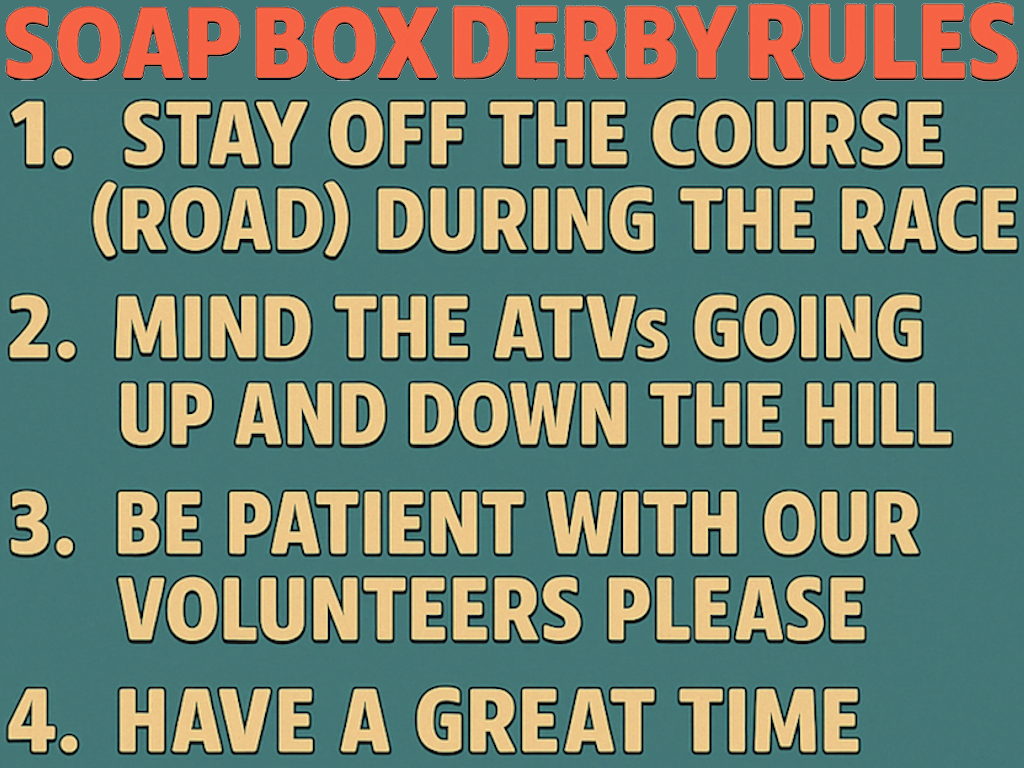 SOAP BOX DERBY RULES
1. STAY OFF THE COURSE
(ROAD) DURING THE RACE
2. MIND THE ATVs GOING
UP AND DOWN THE HILL
3. BE PATIENT WITH OUR
VOLUNTEERS PLEASE
4. HAVE A GREAT TIME